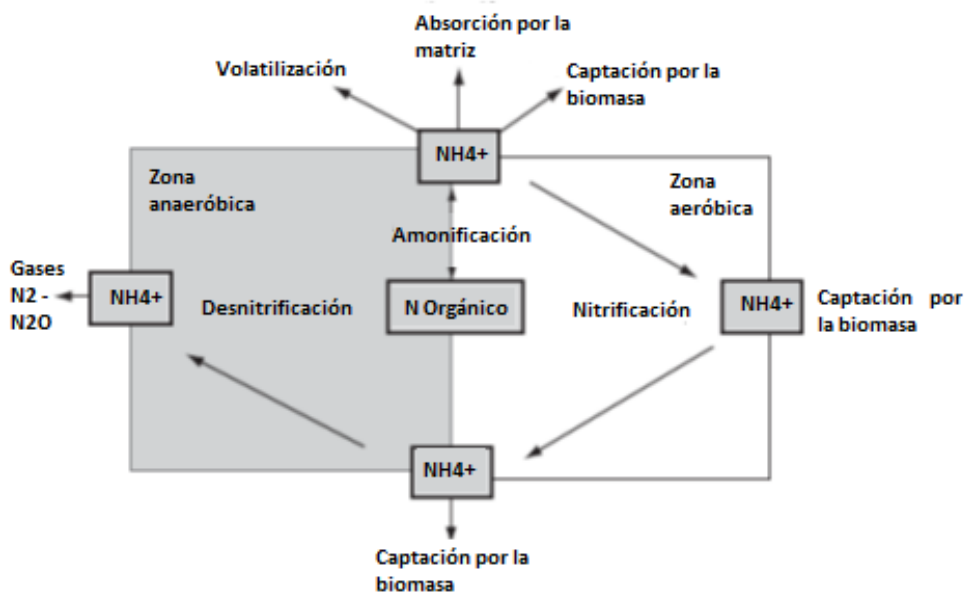 Absorción por la
matriz
Volatilización
Captación por la
biomasa
NH4+
Zona
anaeróbica
Zona
aeróbica
Amonificación
Gases
N2 -
N2O
NH4+
Desnitrificación
N Orgánico
Nitrificación
NH4+
Captación por
la biomasa
NH4+
Captación por la
biomasa